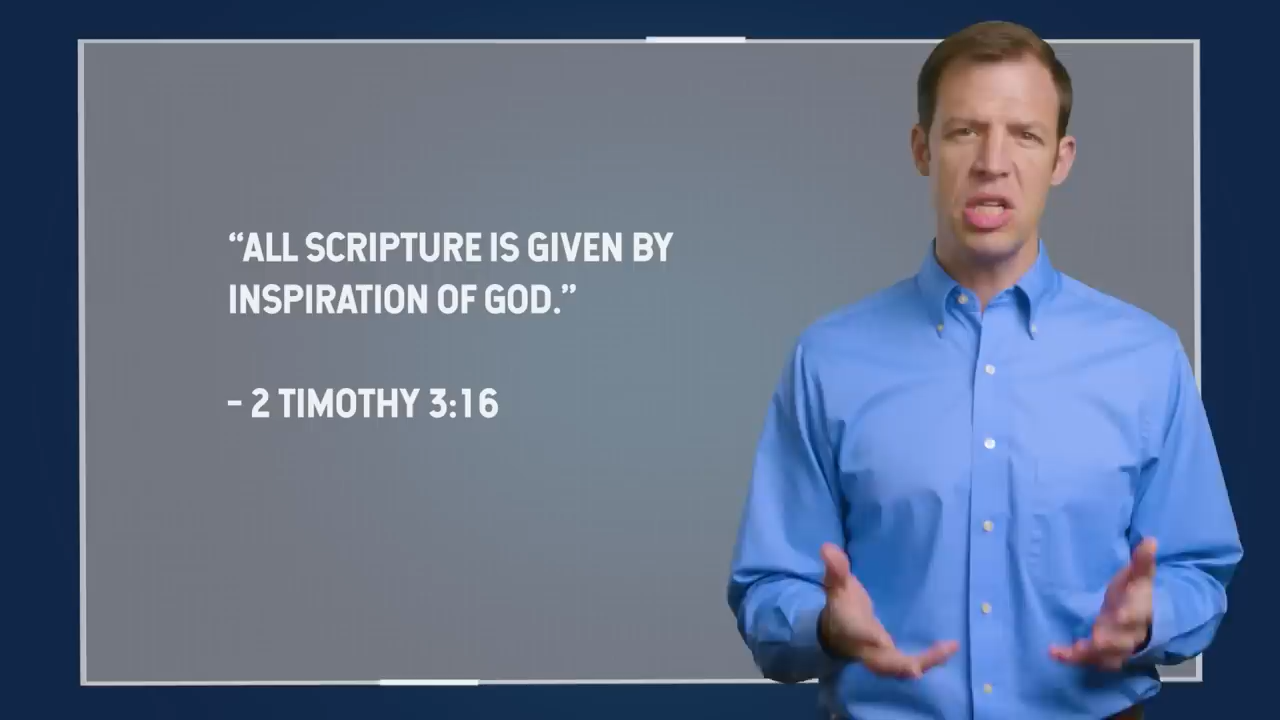 “ALL SCRIPTURE IS GIVEN BY
INSPIRATION OF GOD.”
– 2 TIMOTHY 3:16